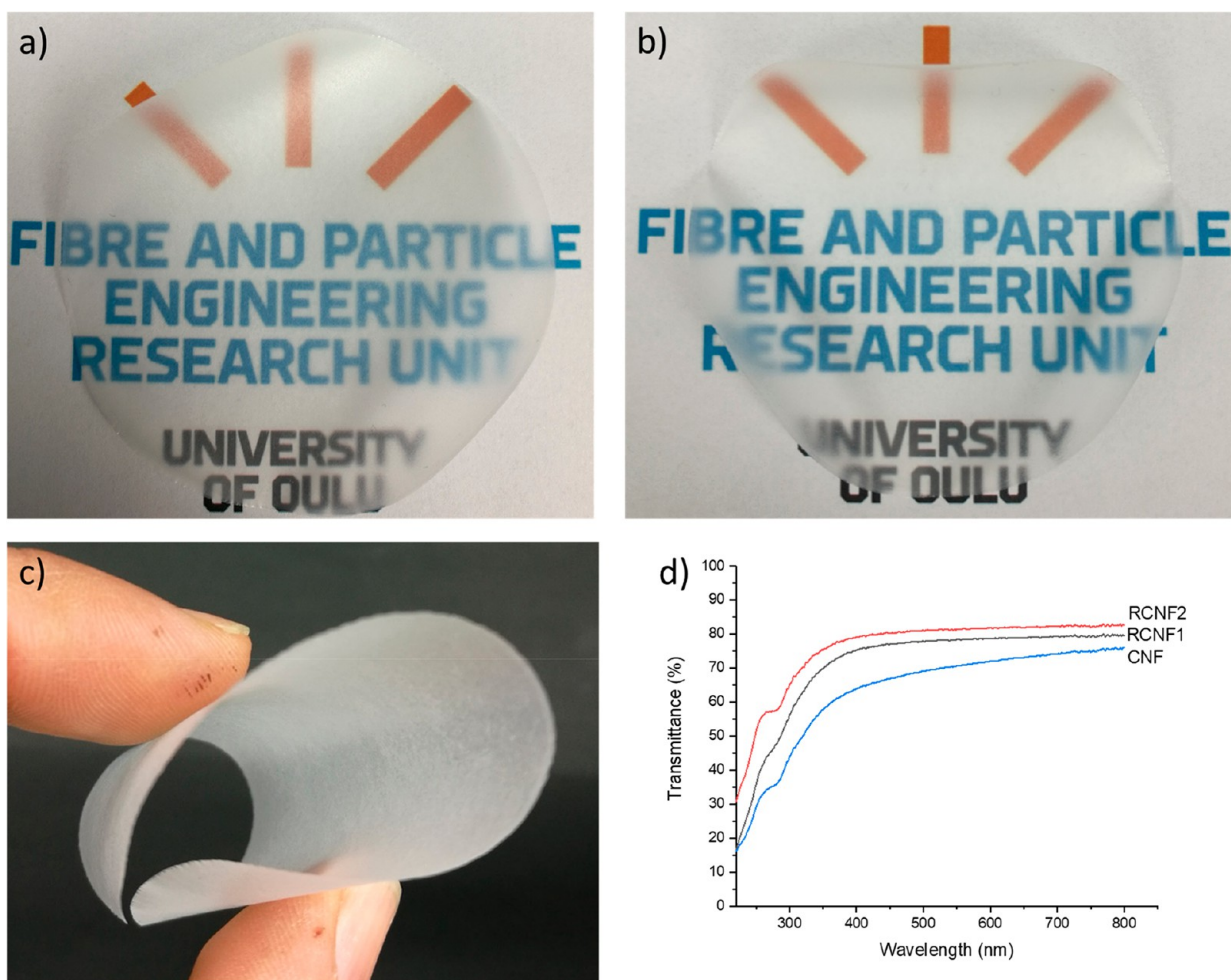 a)
FIBRE AND PARTICLE
ENGINEERING
RESEARCH UNIT
UNIVERSITY
OF OULU
b)
FIBRE AND PARTICLE
ENGINEERING
RESEARCH UNIT
UNIVERSITY
OF OULU
c)
d)
100
90
80
70
60
50
40
30
20
10
0
Transmittance (%)
RCNF2
RCNF1
CNF
300 400 500 600 700 800
Wavelength (nm)